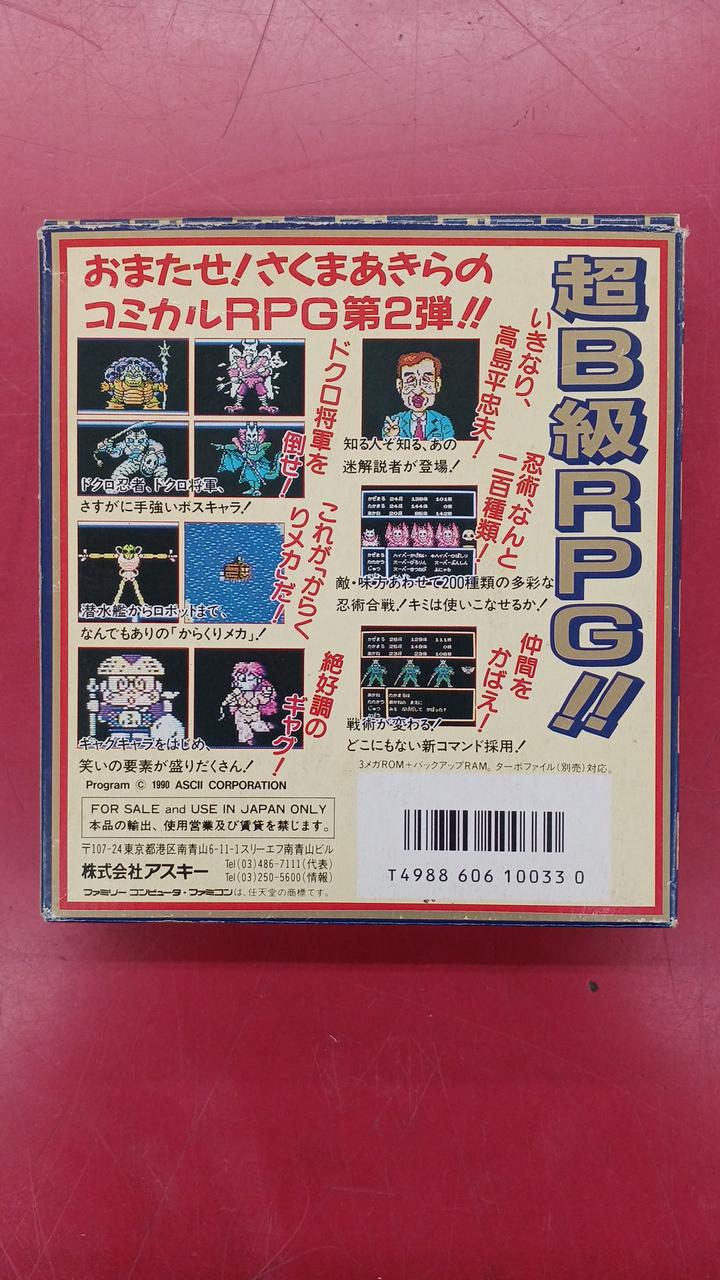 おまたせ!さくまあきらの
コミカルRPG第2弾!!
超B級RPG!!
いきなり、
高島平忠夫!
知る人ぞ知る、あの
迷解説者が登場!
ドクロ将軍を
倒せ!
ドクロ忍者、ドクロ将軍、
さすがに手強いボスキャラ!
忍術、なんと
二百種類!
敵・味方あわせて200種類の多彩な
忍術合戦!キミは使いこなせるか!
これが「からく
りメカ」だ!
潜水艦からロボットまで、
なんでもありの「からくりメカ」!
仲間を
かばえ!
戦術が変わる!
どこにもない新コマンド採用!
絶好調の
ギャグ!
ギャグキャラをはじめ、
笑いの要素が盛りだくさん!
3メガROM+バックアップRAM。ターボファイル(別売)対応。
Program © 1990 ASCII CORPORATION
FOR SALE and USE IN JAPAN ONLY
本品の輸出、使用営業及び賃貸を禁じます。
〒107-24 東京都港区南青山6-11-1スリーエフ南青山ビル
株式会社アスキー
Tel(03)486-7111(代表)
Tel(03)250-5600(情報)
ファミリーコンピュータ・ファミコンは、任天堂の商標です。
T4988 606 10033 0